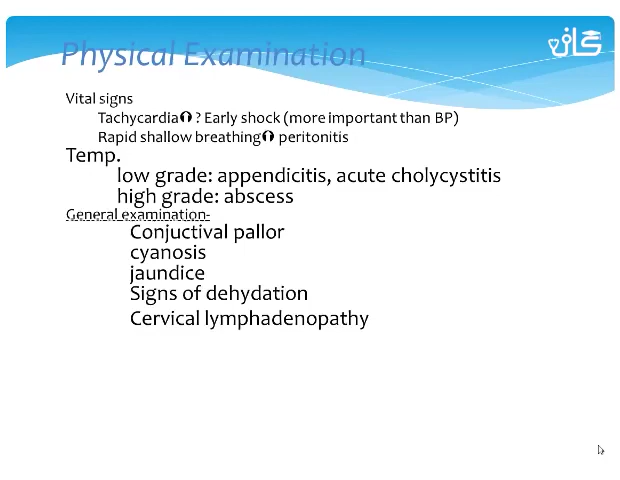 كافي
Physical Examination
Vital signs
Tachycardia ? Early shock (more important than BP)
Rapid shallow breathing peritonitis
Temp.
low grade: appendicitis, acute cholycystitis
high grade: abscess
General examination-
Conjuctival pallor
cyanosis
jaundice
Signs of dehydation
Cervical lymphadenopathy